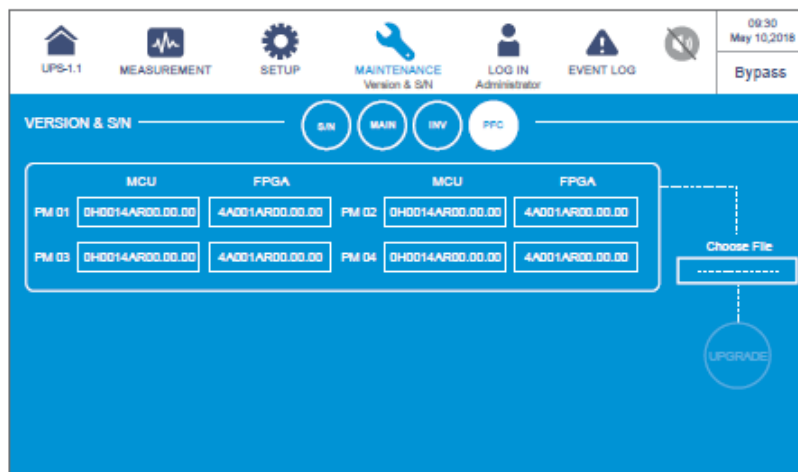 09:30
May 10,2018
UPS-1.1 MEASUREMENT SETUP MAINTENANCE LOG IN EVENT LOG
Version & S/N Administrator
Bypass
VERSION & S/N S/N MAIN INV PFC
MCU FPGA MCU FPGA
PM 01 0H0014AR00.00.00 4A001AR00.00.00 PM 02 0H0014AR00.00.00 4A001AR00.00.00
Choose File
PM 03 0H0014AR00.00.00 4A001AR00.00.00 PM 04 0H0014AR00.00.00 4A001AR00.00.00
---------------
UPGRADE